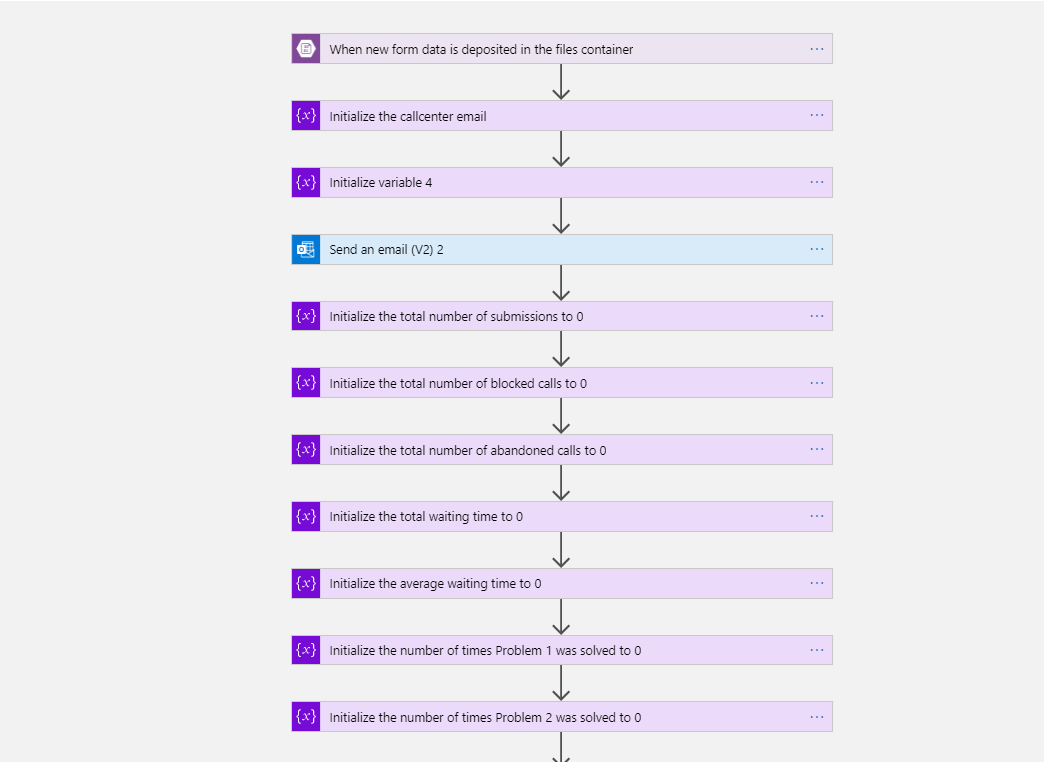 When new form data is deposited in the files container
...
{x} Initialize the callcenter email
...
{x} Initialize variable 4
...
Send an email (V2) 2
...
{x} Initialize the total number of submissions to 0
...
{x} Initialize the total number of blocked calls to 0
...
{x} Initialize the total number of abandoned calls to 0
...
{x} Initialize the total waiting time to 0
...
{x} Initialize the average waiting time to 0
...
{x} Initialize the number of times Problem 1 was solved to 0
...
{x} Initialize the number of times Problem 2 was solved to 0
...